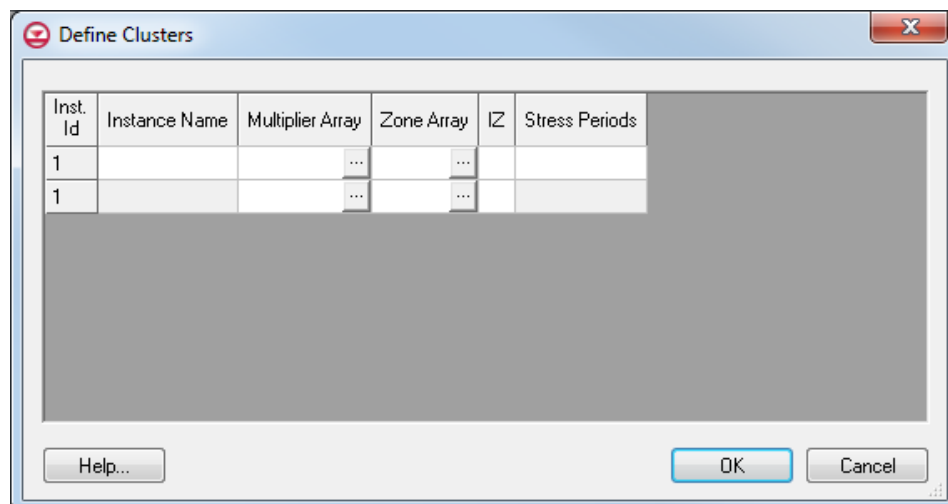 Define Clusters
Inst. Id Instance Name Multiplier Array Zone Array IZ Stress Periods
1 ... ...
1 ... ...
Help... OK Cancel